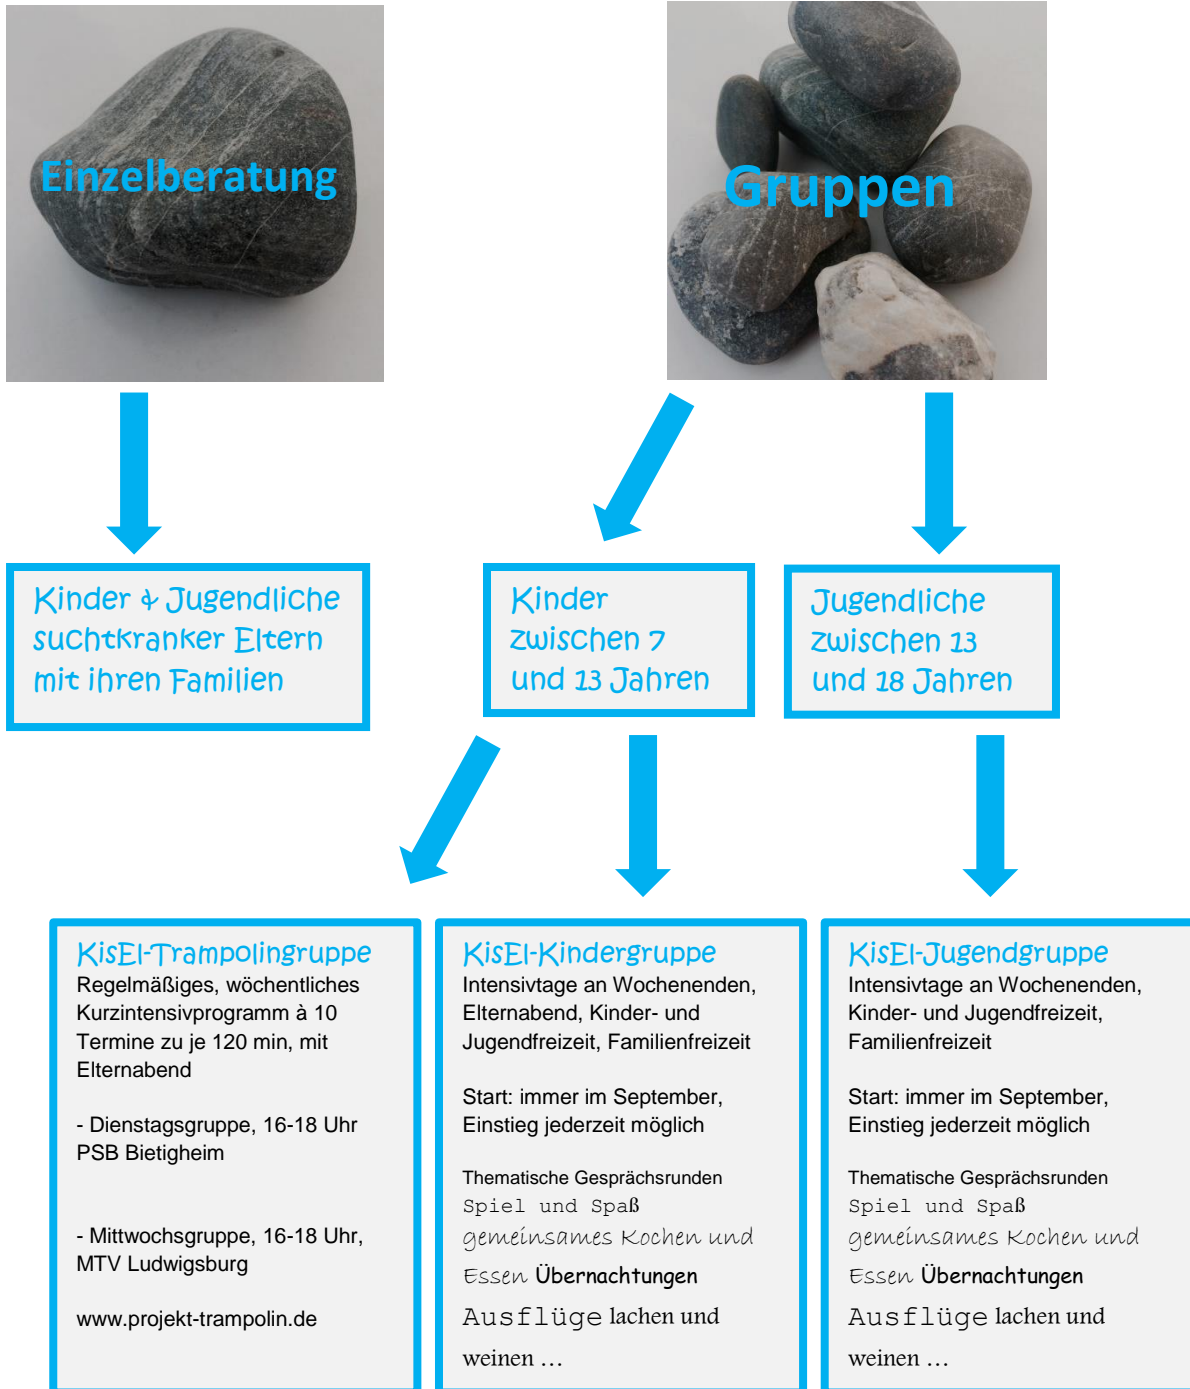 Einzelberatung
Gruppen
Kinder & Jugendliche
suchtkranker Eltern
mit ihren Familien
Kinder
zwischen 7
und 13 Jahren
Jugendliche
zwischen 13
und 18 Jahren
KisEl-Trampolingruppe
Regelmäßiges, wöchentliches
Kurzintensivprogramm à 10
Termine zu je 120 min, mit
Elternabend
- Dienstagsgruppe, 16-18 Uhr
PSB Bietigheim
- Mittwochsgruppe, 16-18 Uhr,
MTV Ludwigsburg
www.projekt-trampolin.de
KisEl-Kindergruppe
Intensivtage an Wochenenden,
Elternabend, Kinder- und
Jugendfreizeit, Familienfreizeit
Start: immer im September,
Einstieg jederzeit möglich
Thematische Gesprächsrunden
Spiel und Spaß
gemeinsames Kochen und
Essen Übernachtungen
Ausflüge lachen und
weinen …
KisEl-Jugendgruppe
Intensivtage an Wochenenden,
Kinder- und Jugendfreizeit,
Familienfreizeit
Start: immer im September,
Einstieg jederzeit möglich
Thematische Gesprächsrunden
Spiel und Spaß
gemeinsames Kochen und
Essen Übernachtungen
Ausflüge lachen und
weinen …